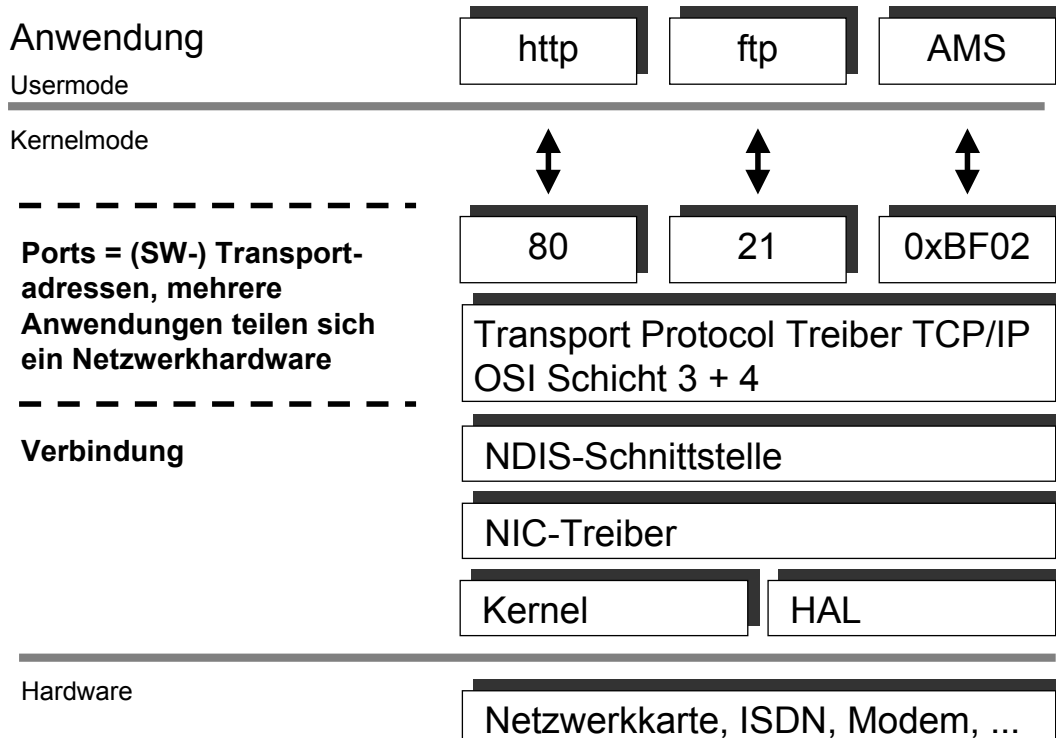 Anwendung
http
ftp
AMS
Usermode
Kernelmode
80
21
0xBF02
Ports = (SW-) Transport-
adressen, mehrere
Anwendungen teilen sich
ein Netzwerkhardware
Transport Protocol Treiber TCP/IP
OSI Schicht 3 + 4
Verbindung
NDIS-Schnittstelle
NIC-Treiber
Kernel
HAL
Hardware
Netzwerkkarte, ISDN, Modem, ...